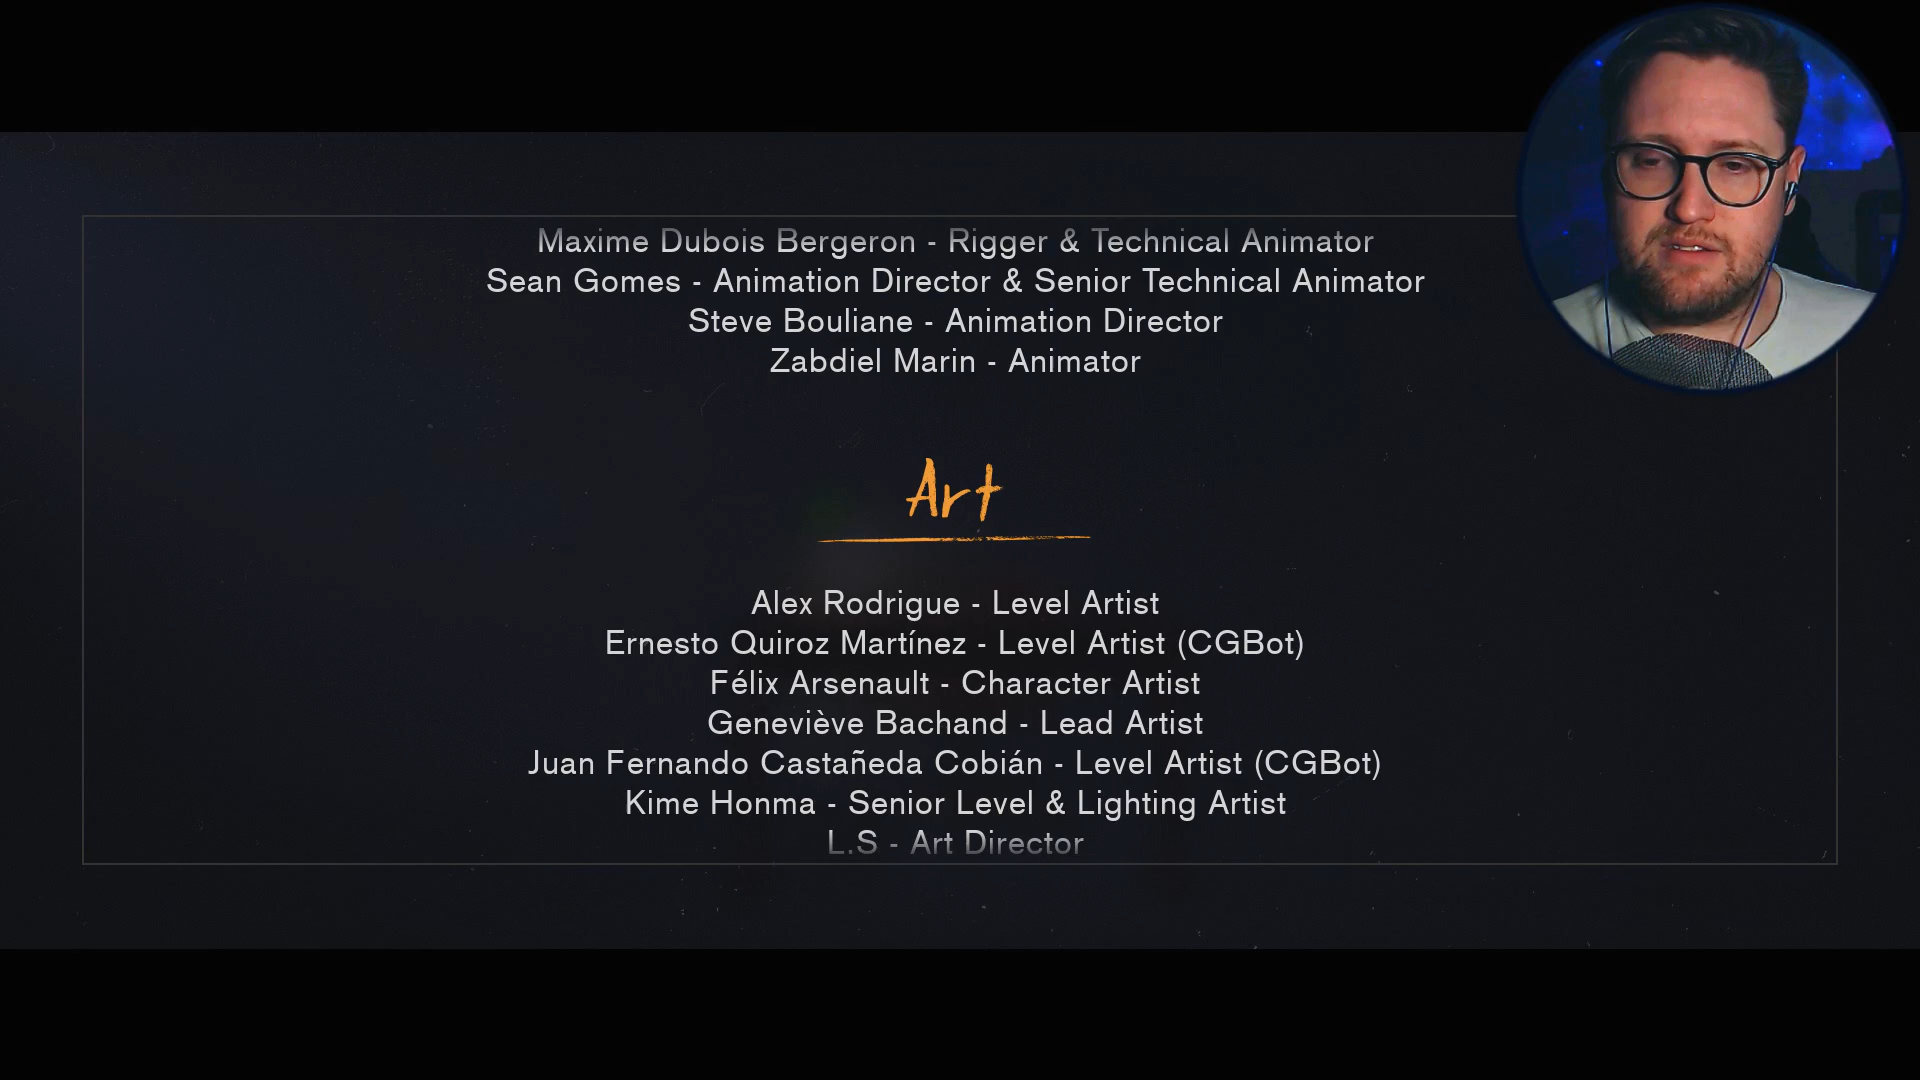 Maxime Dubois Bergeron - Rigger & Technical Animator
Sean Gomes - Animation Director & Senior Technical Animator
Steve Bouliane - Animation Director
Zabdiel Marin - Animator
Art
Alex Rodrigue - Level Artist
Ernesto Quiroz Martínez - Level Artist (CGBot)
Félix Arsenault - Character Artist
Geneviève Bachand - Lead Artist
Juan Fernando Castañeda Cobián - Level Artist (CGBot)
Kime Honma - Senior Level & Lighting Artist
L.S - Art Director